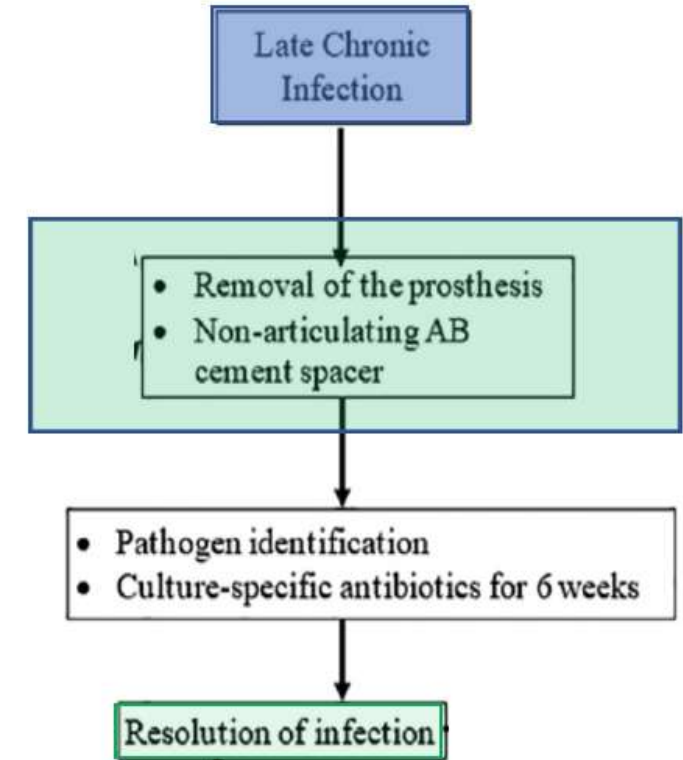 Late Chronic
Infection
• Removal of the prosthesis
• Non-articulating AB
cement spacer
• Pathogen identification
• Culture-specific antibiotics for 6 weeks
Resolution of infection